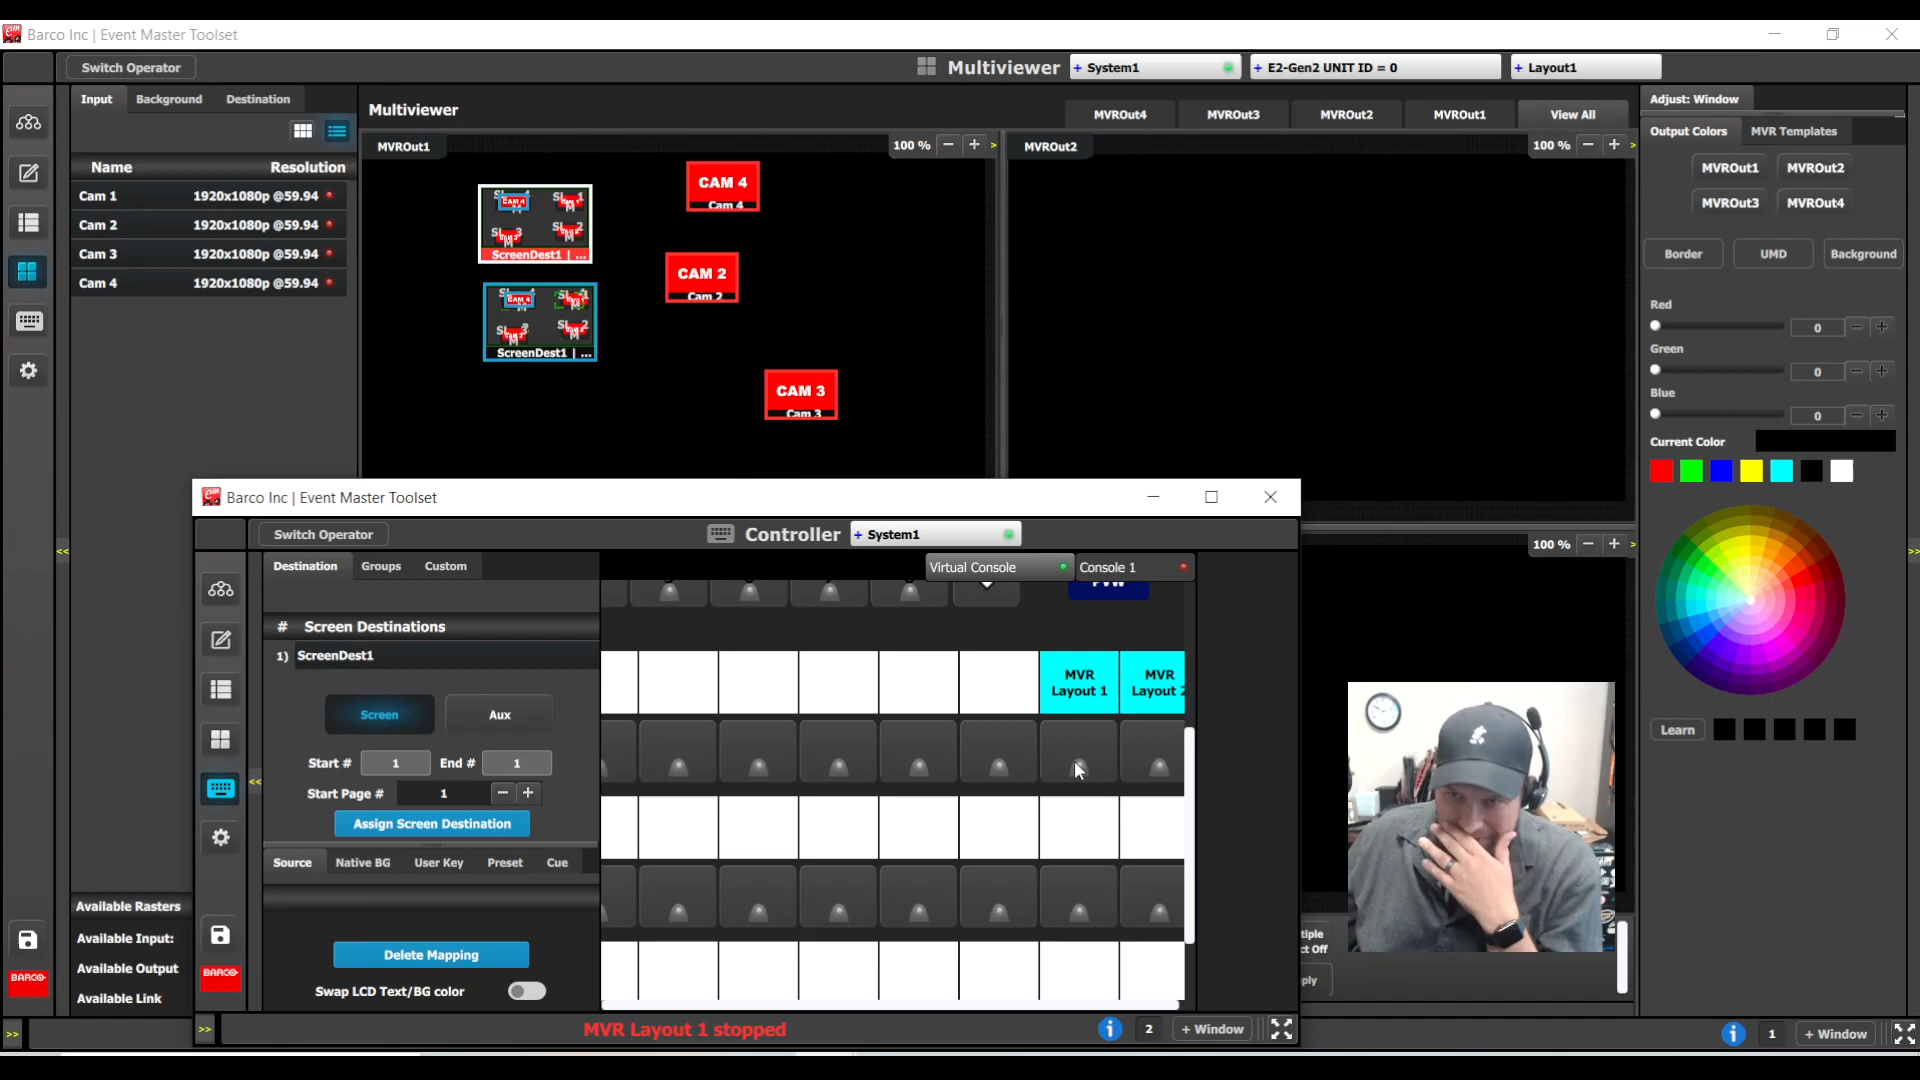 Barco Inc | Event Master Toolset
Switch Operator
Multiviewer
+ System1
+ E2-Gen2 UNIT ID = 0
+ Layout1
Input
Background
Destination
Multiviewer
MVROut4
MVROut3
MVROut2
MVROut1
View All
Adjust: Window
Output Colors
MVR Templates
Name
Resolution
MVROut1
100 %
MVROut2
100 %
Cam 1
1920x1080p @59.94
Cam 2
1920x1080p @59.94
Cam 3
1920x1080p @59.94
Cam 4
1920x1080p @59.94
CAM 4
Cam 4
ScreenDest1 | ...
CAM 2
Cam 2
ScreenDest1 | ...
CAM 3
Cam 3
MVROut1
MVROut2
MVROut3
MVROut4
Border
UMD
Background
Red
0
Green
0
Blue
0
Current Color
Learn
100 %
Barco Inc | Event Master Toolset
Switch Operator
Controller
+ System1
Destination
Groups
Custom
Virtual Console
Console 1
# Screen Destinations
1) ScreenDest1
Screen
Aux
Start #
1
End #
1
Start Page #
1
Assign Screen Destination
Source
Native BG
User Key
Preset
Cue
Delete Mapping
Swap LCD Text/BG color
MVR
Layout 1
MVR
Layout 2
MVR Layout 1 stopped
2
+ Window
Available Rasters
Available Input:
Available Output
Available Link
BARCO
BARCO
1
+ Window